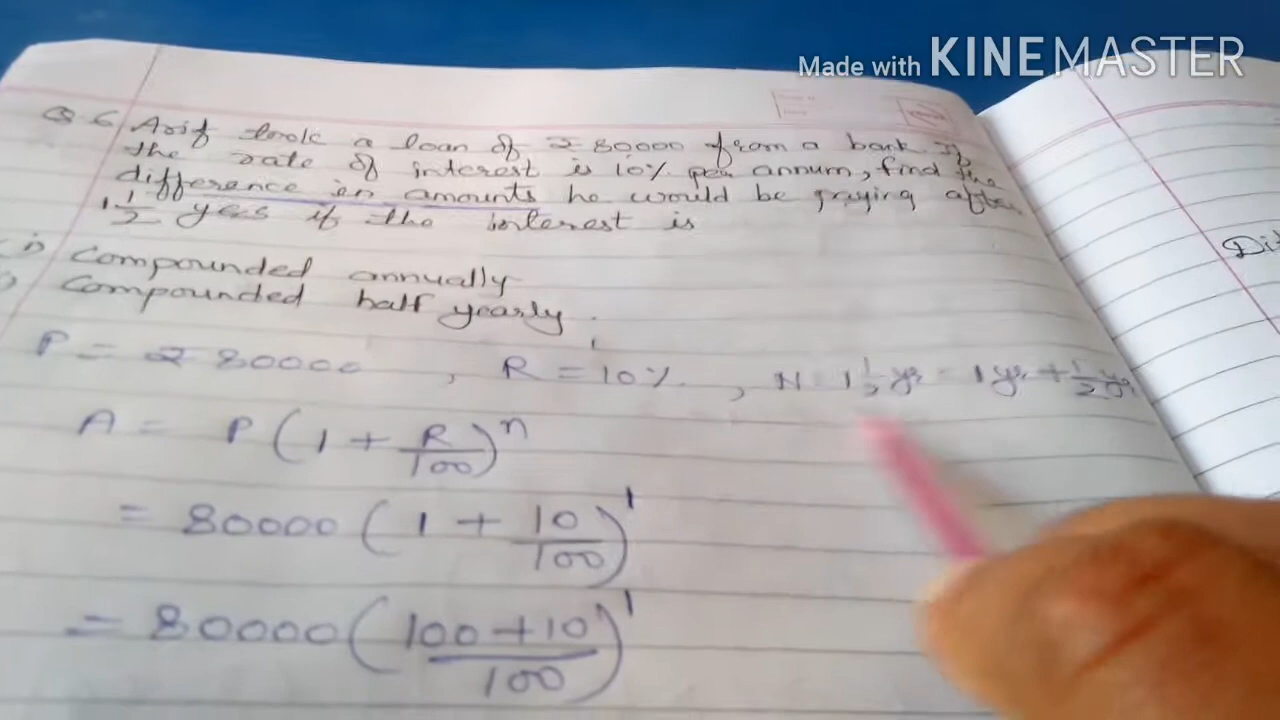 Made with KINEMASTER
Q.6 Arif took a loan of ₹ 80000 from a bank. If
the rate of interest is 10% per annum, find the
difference in amounts he would be paying after
1 1/2 years if the interest is
i) Compounded annually
) Compounded half yearly.
P = ₹ 80000 , R = 10% , N = 1 1/2 yr = 1 yr + 1/2 yr
A = P (1 + R/100)^n
= 80000 (1 + 10/100)^1
= 80000 (100+10/100)^1